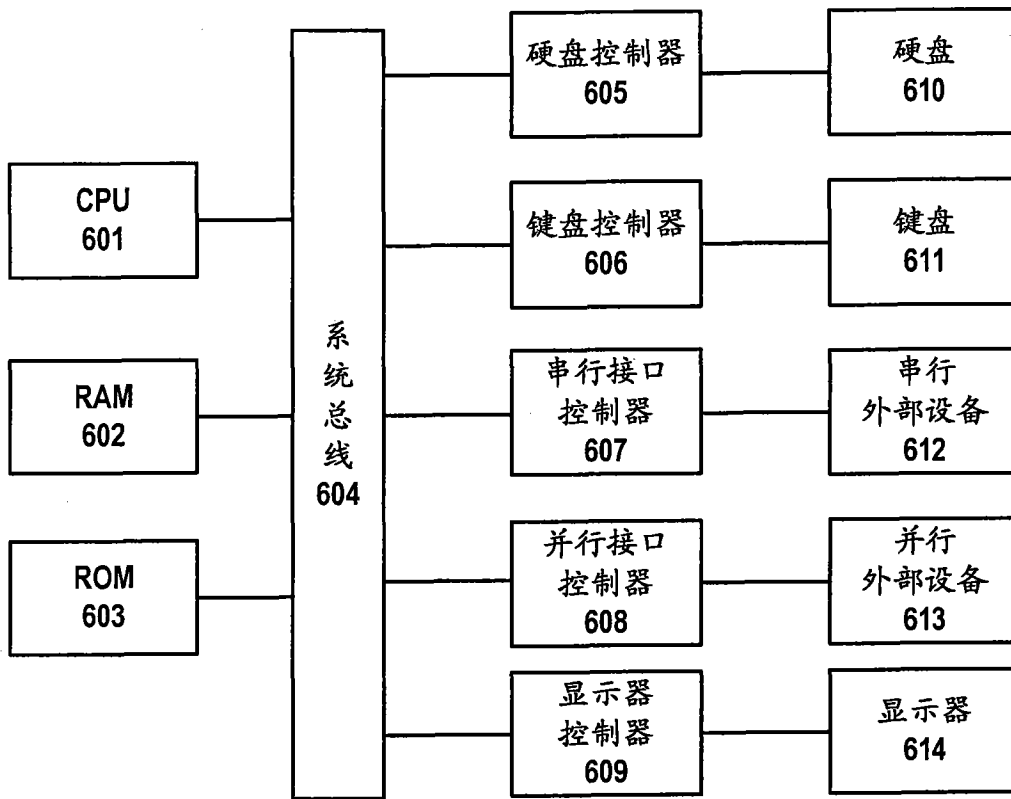 CPU
601
RAM
602
ROM
603
系
统
总
线
604
硬盘控制器
605
硬盘
610
键盘控制器
606
键盘
611
串行接口
控制器
607
串行
外部设备
612
并行接口
控制器
608
并行
外部设备
613
显示器
控制器
609
显示器
614